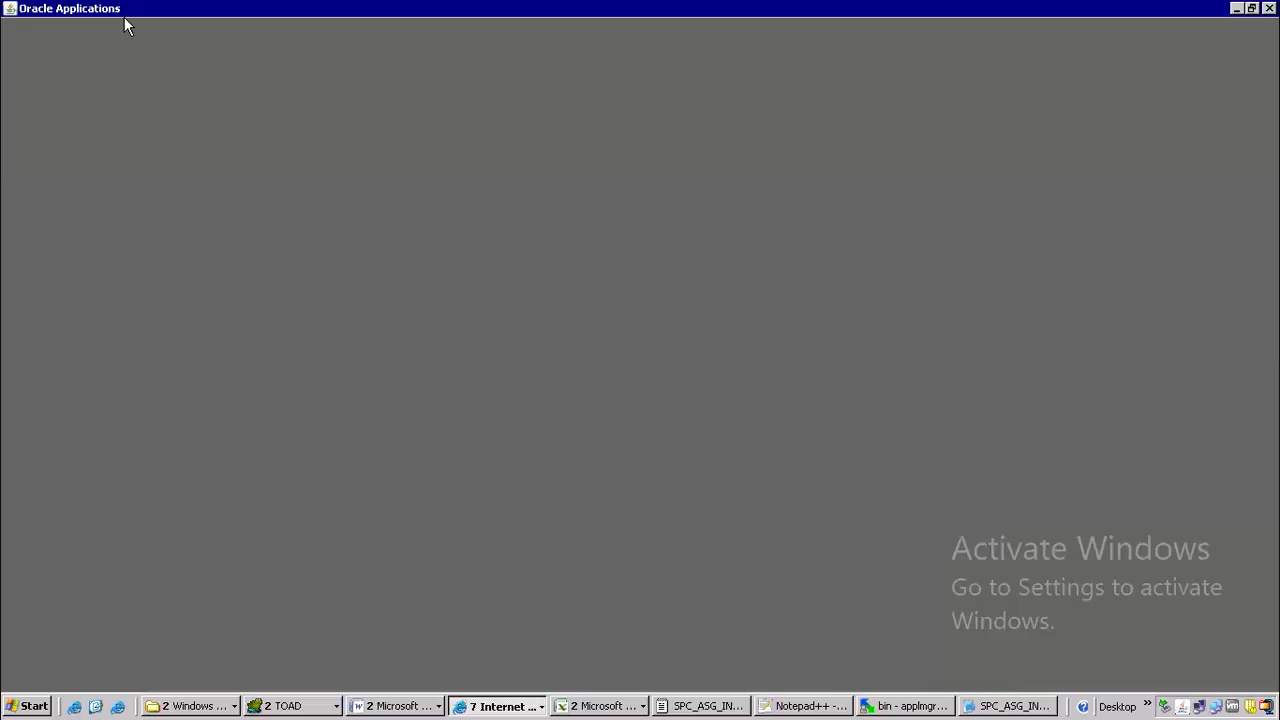 Oracle Applications
Activate Windows
Go to Settings to activate
Windows.
Start
2 Windows ...
2 TOAD
2 Microsoft ...
7 Internet ...
2 Microsoft ...
SPC_ASG_IN...
Notepad++ -...
bin - applmgr...
SPC_ASG_IN...
Desktop
»